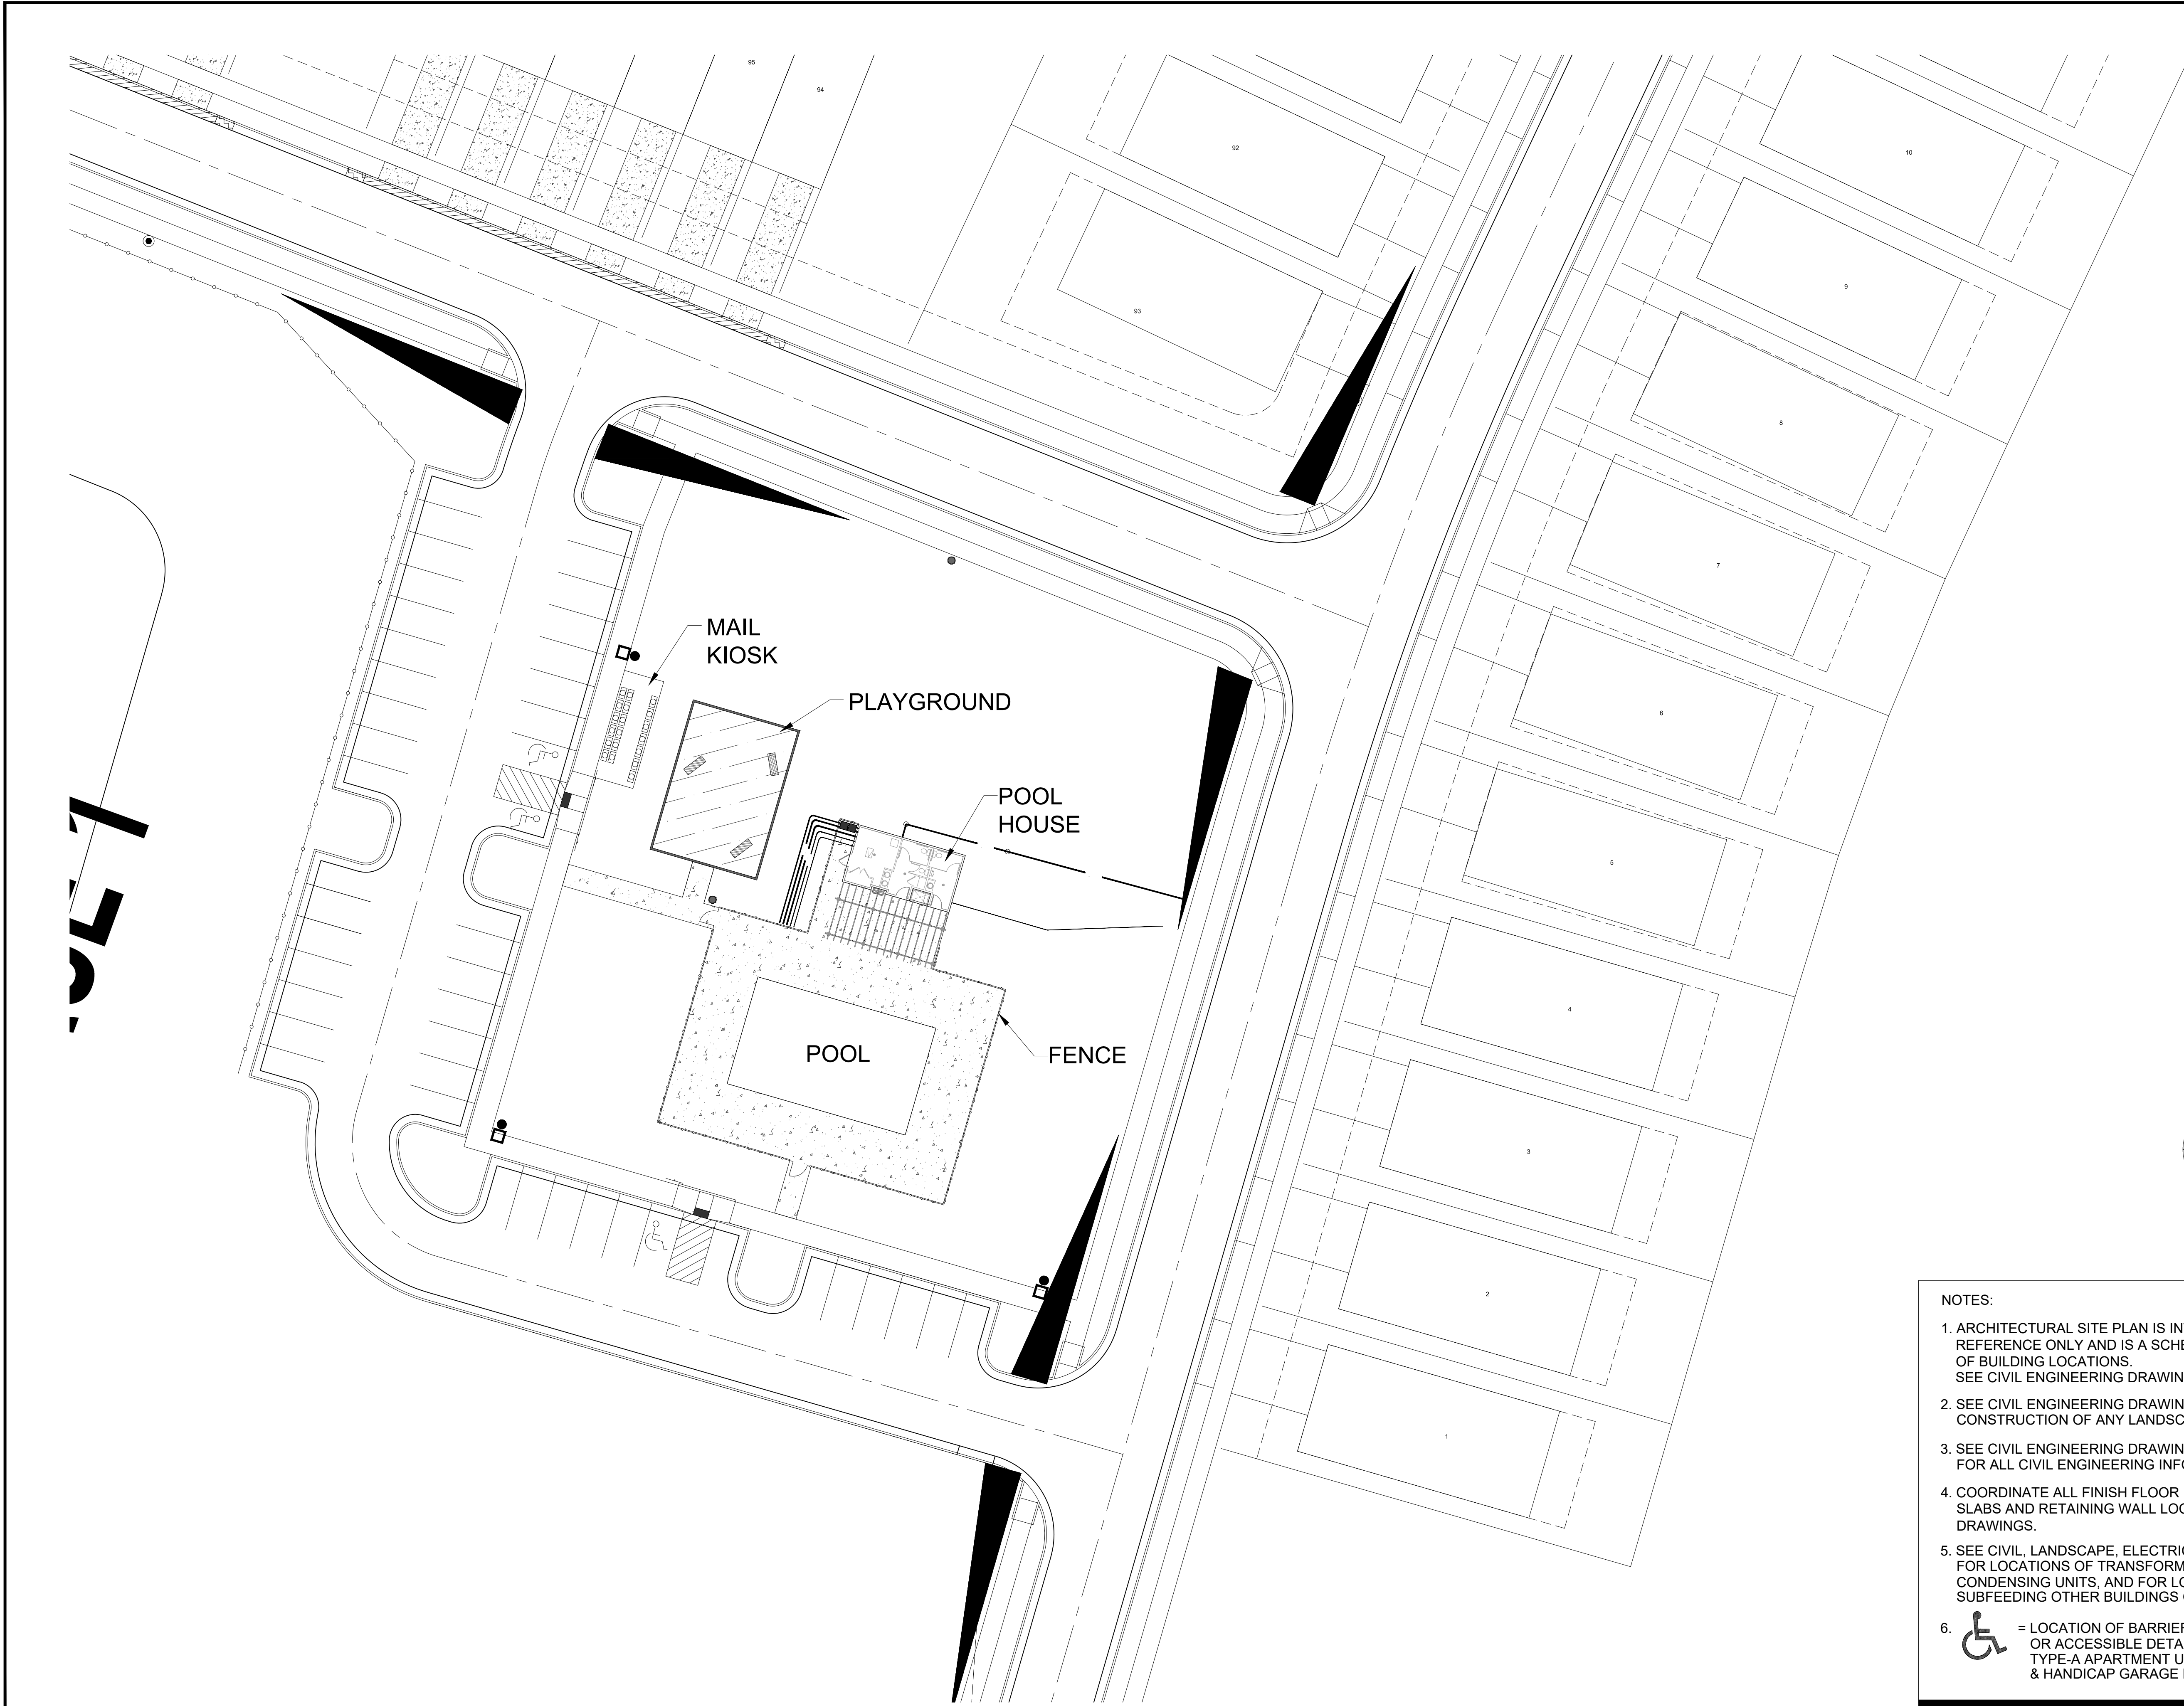 95
94
92
93
10
9
8
7
6
5
4
3
2
1
MAIL
KIOSK
PLAYGROUND
POOL
HOUSE
POOL
FENCE
NOTES:
1. ARCHITECTURAL SITE PLAN IS IN
REFERENCE ONLY AND IS A SCHE
OF BUILDING LOCATIONS.
SEE CIVIL ENGINEERING DRAWIN
2. SEE CIVIL ENGINEERING DRAWIN
CONSTRUCTION OF ANY LANDSC
3. SEE CIVIL ENGINEERING DRAWIN
FOR ALL CIVIL ENGINEERING INF
4. COORDINATE ALL FINISH FLOOR
SLABS AND RETAINING WALL LOC
DRAWINGS.
5. SEE CIVIL, LANDSCAPE, ELECTRI
FOR LOCATIONS OF TRANSFORM
CONDENSING UNITS, AND FOR LO
SUBFEEDING OTHER BUILDINGS
6. = LOCATION OF BARRIER
OR ACCESSIBLE DETA
TYPE-A APARTMENT U
& HANDICAP GARAGE